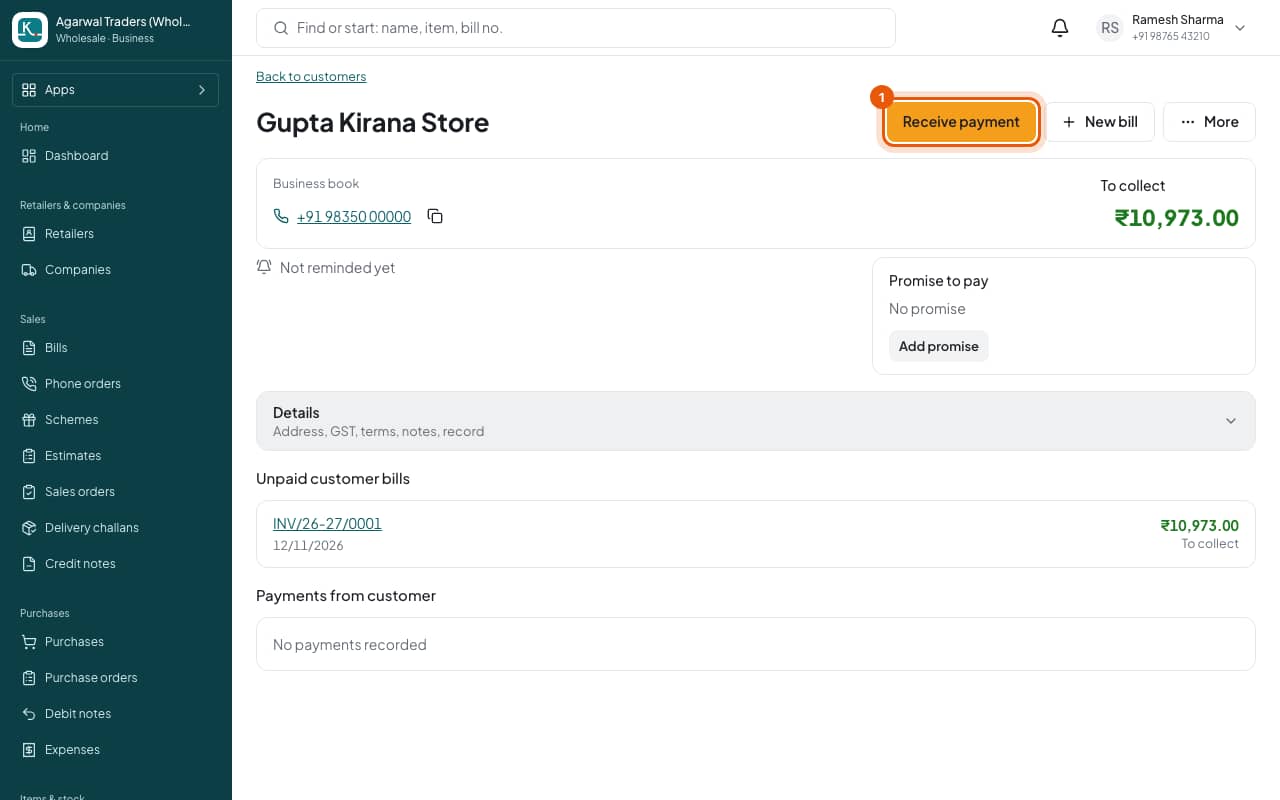 Agarwal Traders (Whol...
Wholesale · Business
Apps
Home
Dashboard
Retailers & companies
Retailers
Companies
Sales
Bills
Phone orders
Schemes
Estimates
Sales orders
Delivery challans
Credit notes
Purchases
Purchases
Purchase orders
Debit notes
Expenses
Items & stock
Find or start: name, item, bill no.
RS
Ramesh Sharma
+91 98765 43210
Back to customers
Gupta Kirana Store
1
Receive payment
New bill
More
Business book
+91 98350 00000
To collect
₹10,973.00
Not reminded yet
Promise to pay
No promise
Add promise
Details
Address, GST, terms, notes, record
Unpaid customer bills
INV/26-27/0001
12/11/2026
₹10,973.00
To collect
Payments from customer
No payments recorded